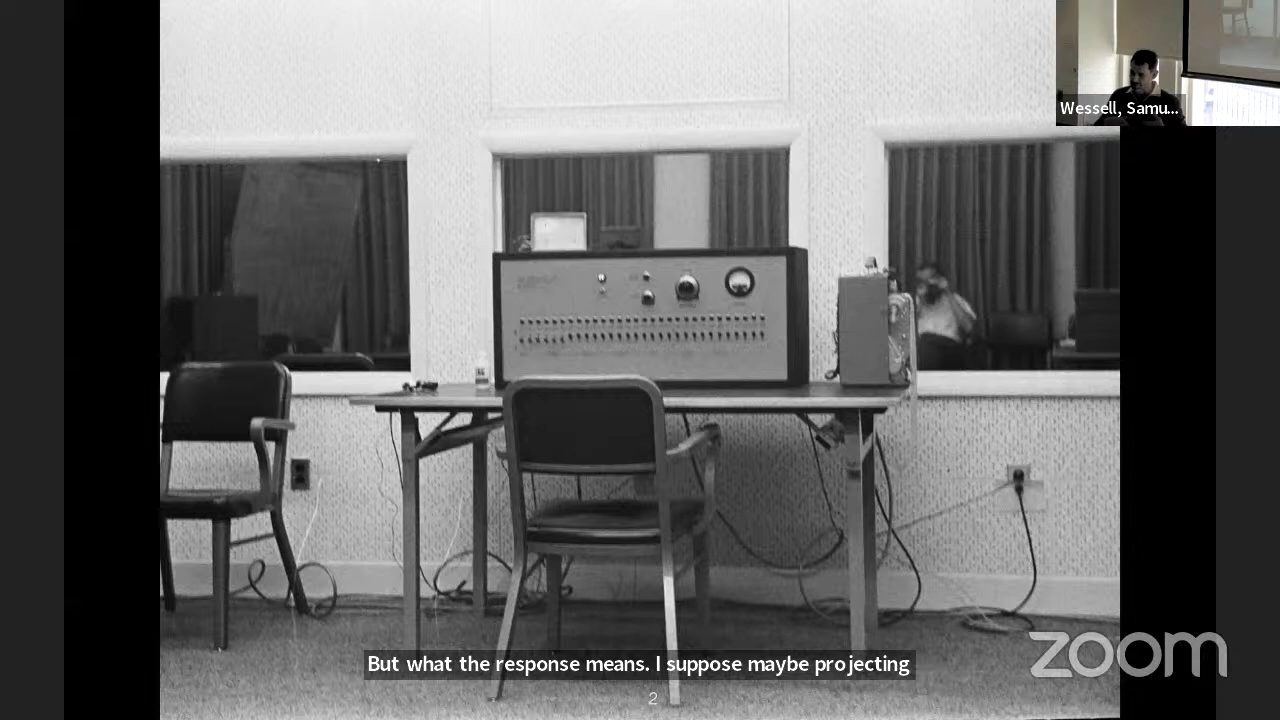 Wessell, Samu...
But what the response means. I suppose maybe projecting
zoom
2